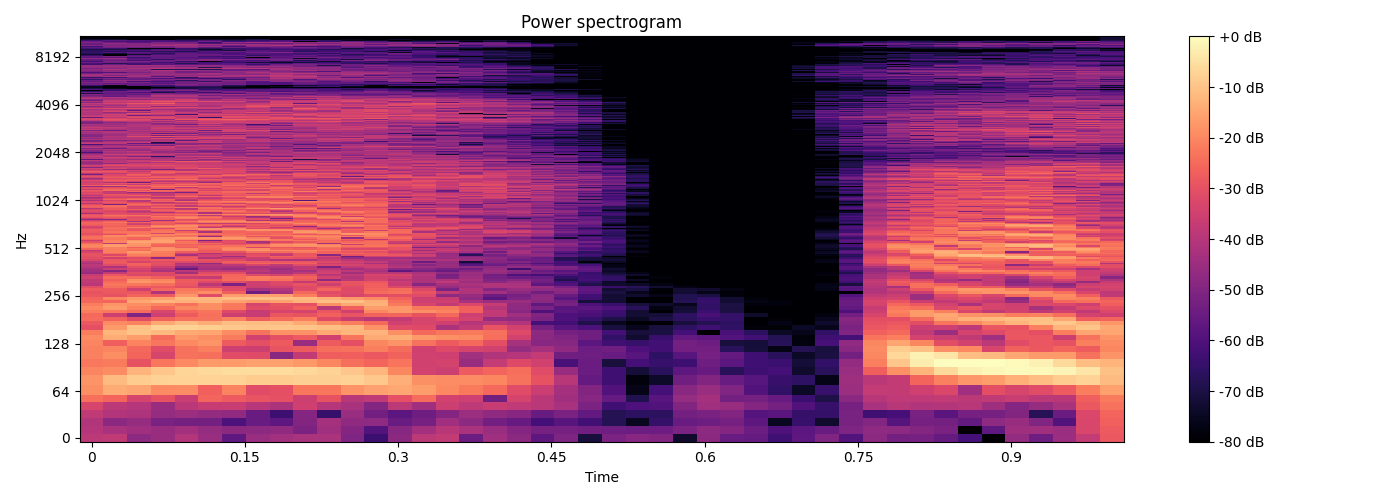 Power spectrogram
8192
4096
2048
1024
512
256
128
64
0
Hz
0
0.15
0.3
0.45
0.6
0.75
0.9
Time
+0 dB
-10 dB
-20 dB
-30 dB
-40 dB
-50 dB
-60 dB
-70 dB
-80 dB